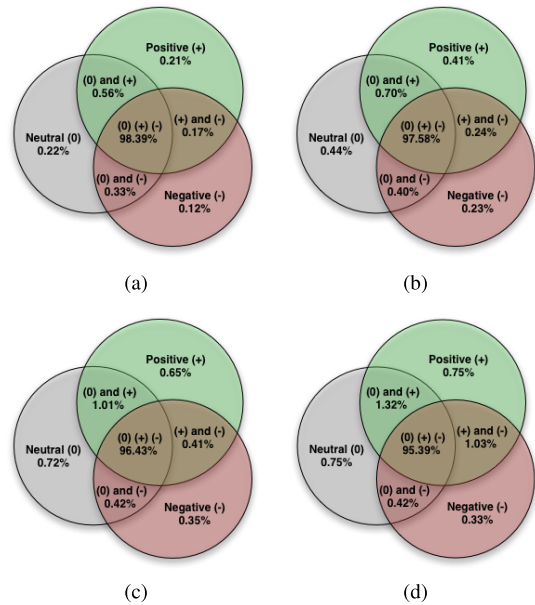 Positive (+)
0.21%
(0) and (+)
0.56%
Neutral (0)
0.22%
(0) (+) (-)
98.39%
(+) and (-)
0.17%
(0) and (-)
0.33%
Negative (-)
0.12%
(a)
Positive (+)
0.41%
(0) and (+)
0.70%
Neutral (0)
0.44%
(0) (+) (-)
97.58%
(+) and (-)
0.24%
(0) and (-)
0.40%
Negative (-)
0.23%
(b)
Positive (+)
0.65%
(0) and (+)
1.01%
Neutral (0)
0.72%
(0) (+) (-)
96.43%
(+) and (-)
0.41%
(0) and (-)
0.42%
Negative (-)
0.35%
(c)
Positive (+)
0.75%
(0) and (+)
1.32%
Neutral (0)
0.75%
(0) (+) (-)
95.39%
(+) and (-)
1.03%
(0) and (-)
0.42%
Negative (-)
0.33%
(d)